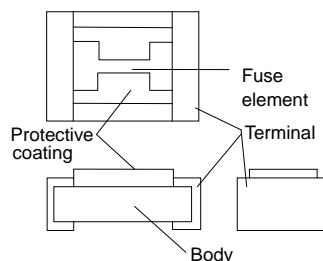 Fuse
element
Protective
coating
Terminal
Body